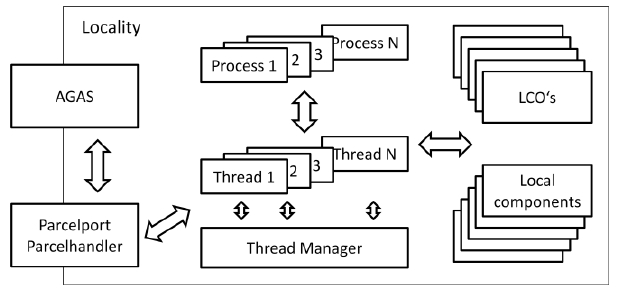 Locality
AGAS
Process 1
2
3
Process N
LCO‘s
Thread 1
2
3
Thread N
Local
components
Parcelport
Parcelhandler
Thread Manager